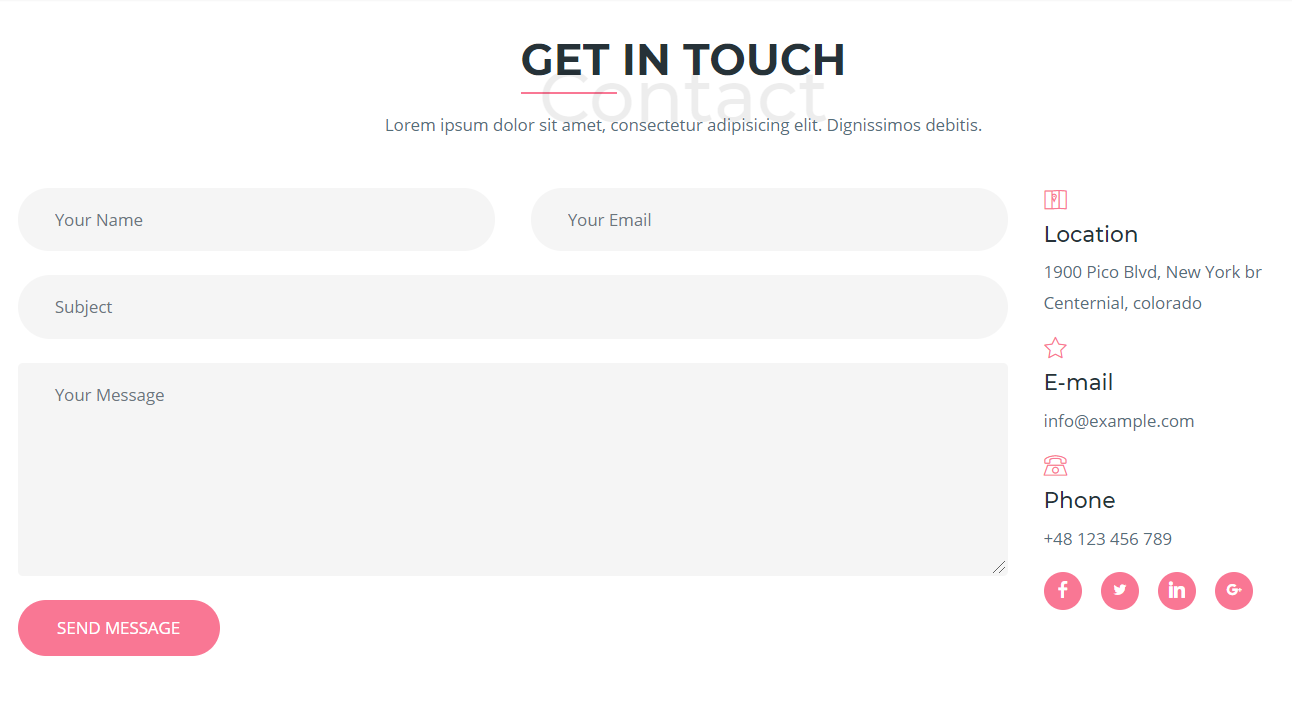 GET IN TOUCH
Contact
Lorem ipsum dolor sit amet, consectetur adipisicing elit. Dignissimos debitis.
Your Name
Your Email
Subject
Your Message
SEND MESSAGE
Location
1900 Pico Blvd, New York br
Centernial, colorado
E-mail
info@example.com
Phone
+48 123 456 789